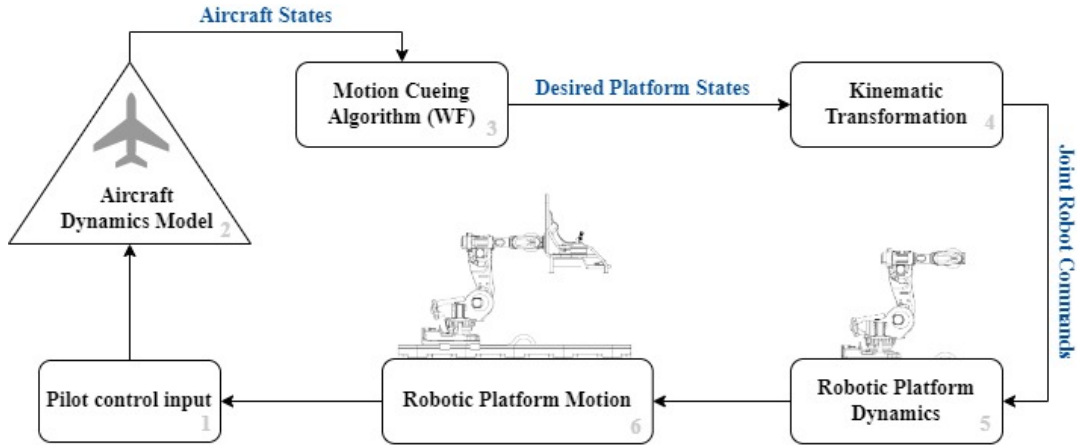 Aircraft States
Motion Cueing
Algorithm (WF)
3
Desired Platform States
Kinematic
Transformation
4
Aircraft
Dynamics Model
2
Joint Robot Commands
Pilot control input
1
Robotic Platform Motion
6
Robotic Platform
Dynamics
5